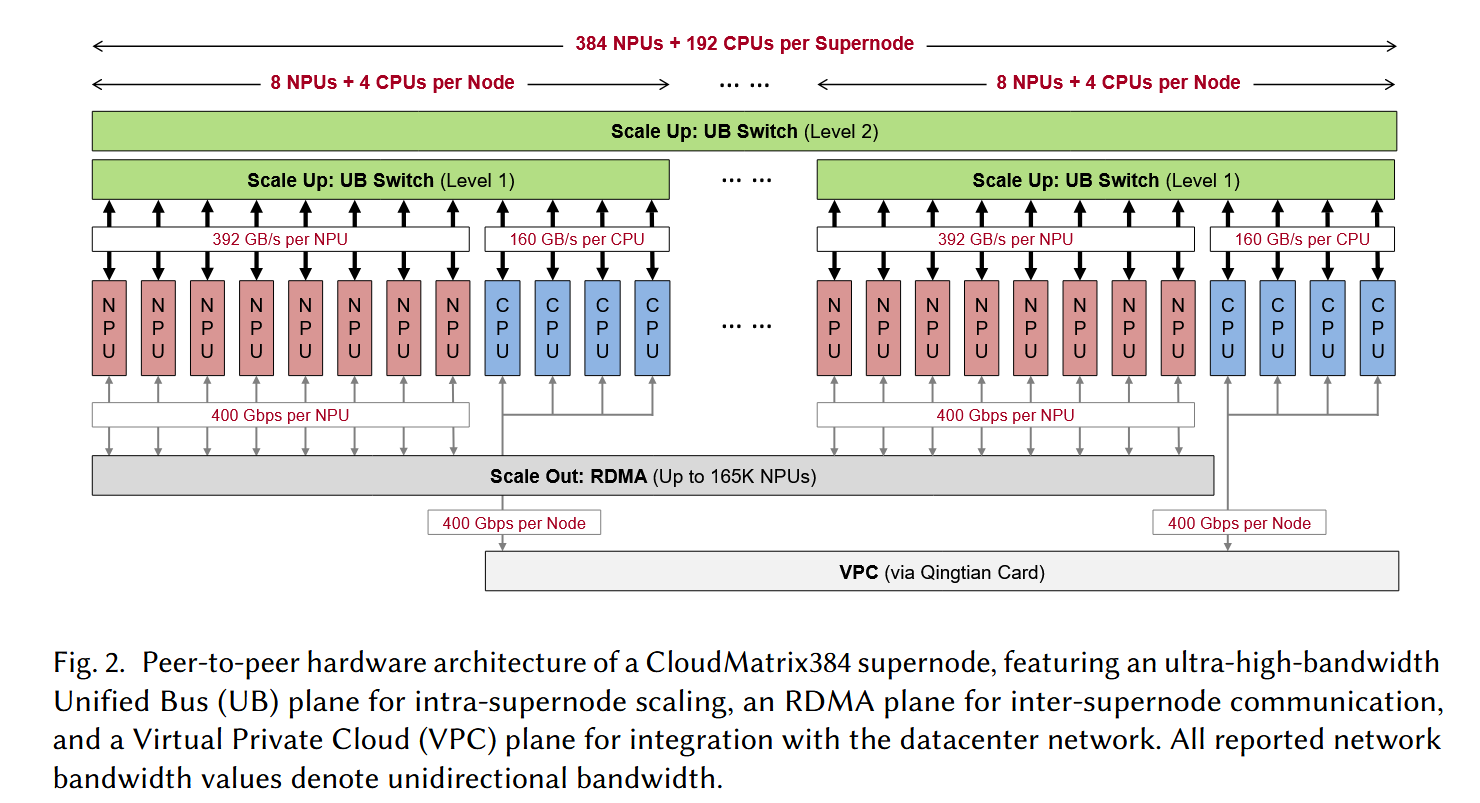 384 NPUs + 192 CPUs per Supernode
8 NPUs + 4 CPUs per Node
... ...
8 NPUs + 4 CPUs per Node
Scale Up: UB Switch (Level 2)
Scale Up: UB Switch (Level 1)
... ...
Scale Up: UB Switch (Level 1)
392 GB/s per NPU
160 GB/s per CPU
392 GB/s per NPU
160 GB/s per CPU
NPU
NPU
NPU
NPU
NPU
NPU
NPU
NPU
CPU
CPU
CPU
CPU
... ...
NPU
NPU
NPU
NPU
NPU
NPU
NPU
NPU
CPU
CPU
CPU
CPU
400 Gbps per NPU
400 Gbps per NPU
Scale Out: RDMA (Up to 165K NPUs)
400 Gbps per Node
400 Gbps per Node
VPC (via Qingtian Card)
Fig. 2. Peer-to-peer hardware architecture of a CloudMatrix384 supernode, featuring an ultra-high-bandwidth
Unified Bus (UB) plane for intra-supernode scaling, an RDMA plane for inter-supernode communication,
and a Virtual Private Cloud (VPC) plane for integration with the datacenter network. All reported network
bandwidth values denote unidirectional bandwidth.